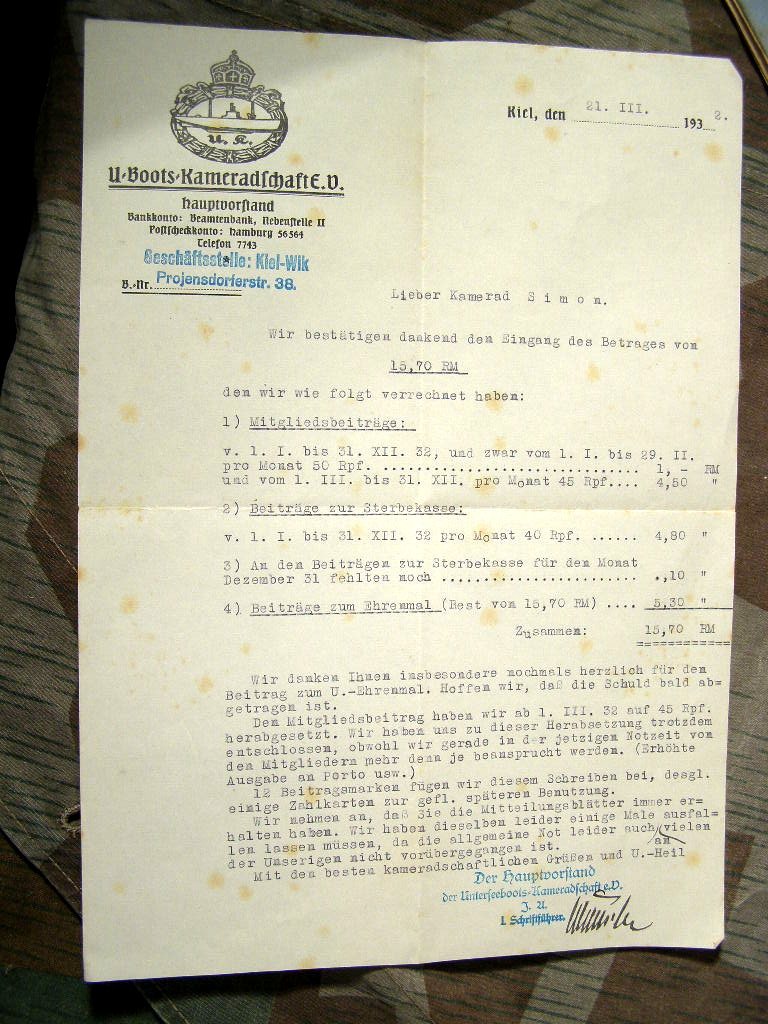 Kiel, den 21. III. 1932.
U. K.
U-Boots-Kameradschaft E.V.
Hauptvorstand
Bankkonto: Beamtenbank, Nebenstelle II
Postscheckkonto: Hamburg 56564
Telefon 7743
Geschäftsstelle: Kiel-Wik
B.-Nr. Projensdorferstr. 38.
Lieber Kamerad Simon.
Wir bestätigen dankend den Eingang des Betrages von
15,70 RM
den wir wie folgt verrechnet haben:
1) Mitgliedsbeiträge:
v. 1. I. bis 31. XII. 32, und zwar vom 1. I. bis 29. II.
pro Monat 50 Rpf. ............................ 1,- RM
und vom 1. III. bis 31. XII. pro Monat 45 Rpf.... 4,50 "
2) Beiträge zur Sterbekasse:
v. 1. I. bis 31. XII. 32 pro Monat 40 Rpf. ...... 4,80 "
3) An den Beiträgen zur Sterbekasse für den Monat
Dezember 31 fehlten noch ...................... .,10 "
4) Beiträge zum Ehrenmal (Rest von 15,70 RM) .... 5,30 "
Zusammen: 15,70 RM
Wir danken Ihnen insbesondere nochmals herzlich für den
Beitrag zum U.-Ehrenmal. Hoffen wir, daß die Schuld bald ab=
getragen ist.
Den Mitgliedsbeitrag haben wir ab 1. III. 32 auf 45 Rpf.
herabgesetzt. Wir haben uns zu dieser Herabsetzung trotzdem
entschlossen, obwohl wir gerade in der jetzigen Notzeit von
den Mitgliedern mehr denn je beansprucht werden. (Erhöhte
Ausgabe an Porto usw.)
12 Beitragsmarken fügen wir diesem Schreiben bei, desgl.
einige Zahlkarten zur gefl. späteren Benutzung.
Wir nehmen an, daß Sie die Mitteilungsblätter immer er=
halten haben. Wir haben dieselben leider einige Male ausfal=
len lassen müssen, da die allgemeine Not leider auch an vielen
der Unserigen nicht vorübergegangen ist.
Mit den besten kameradschaftlichen Grüßen und U.-Heil
Der Hauptvorstand
der Unterseeboots-Kameradschaft e.V.
I. A.
I. Schriftführer.